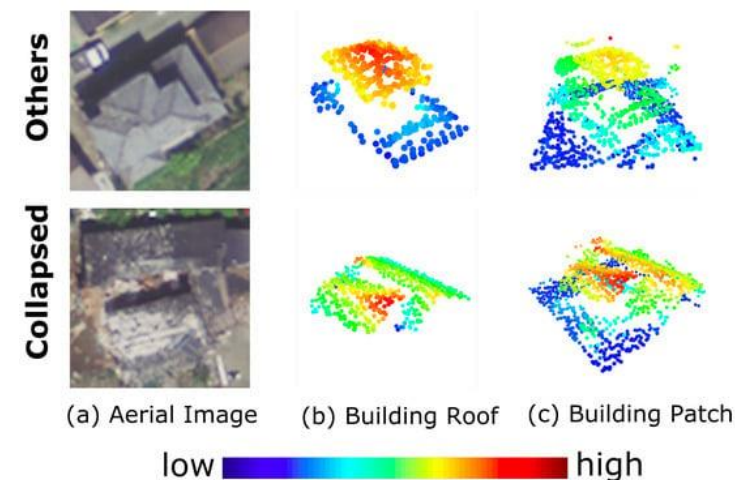 Others
Collapsed
(a) Aerial Image
(b) Building Roof
(c) Building Patch
low
high